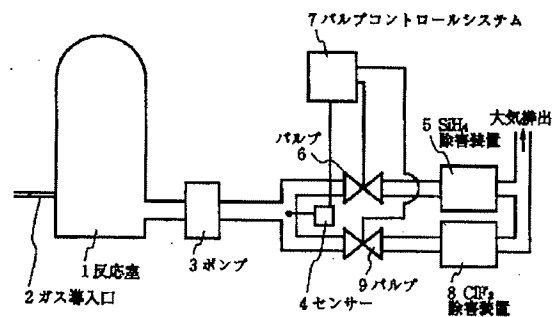 7 バルブコントロールシステム
バルブ
6
5 SiH₄
除害装置
大気排出
1反応室
2ガス導入口
3ポンプ
4センサー
9バルブ
8 ClF₃
除害装置